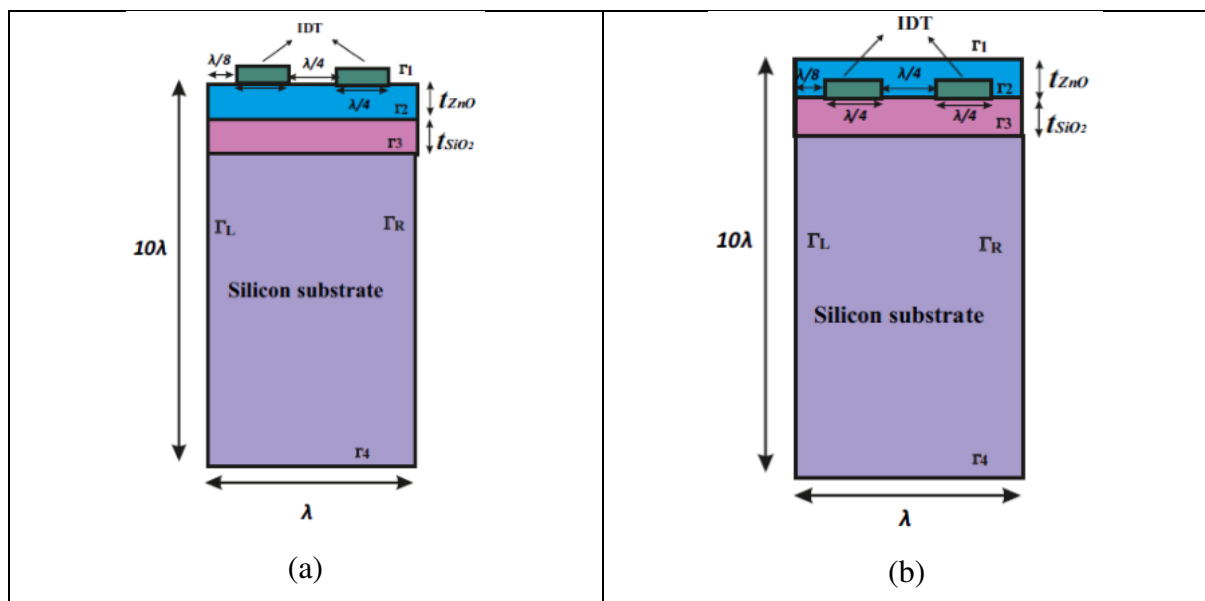 IDT
λ/8
λ/4
Γ1
λ/4
Γ2
tZnO
Γ3
tSiO2
ΓL
ΓR
10λ
Silicon substrate
Γ4
λ
(a)
IDT
Γ1
λ/8
λ/4
Γ2
tZnO
λ/4
λ/4
Γ3
tSiO2
10λ
ΓL
ΓR
Silicon substrate
Γ4
λ
(b)